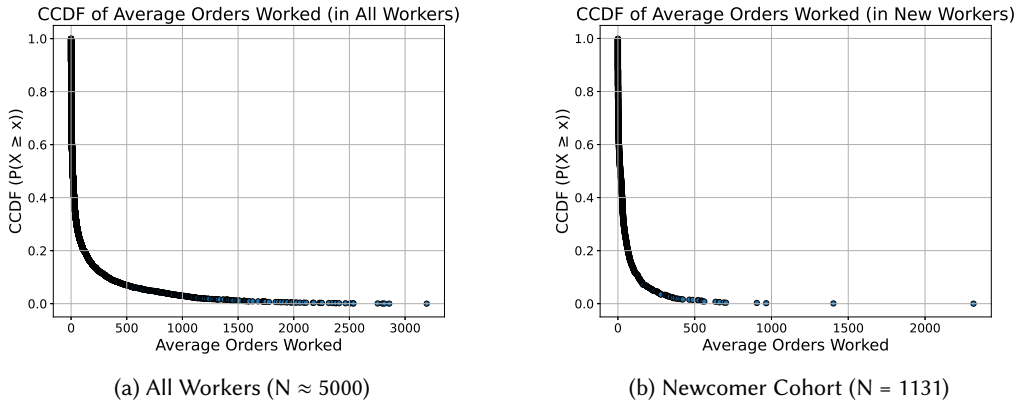 CCDF of Average Orders Worked (in All Workers)
CCDF (P(X ≥ x))
1.0
0.8
0.6
0.4
0.2
0.0
0 500 1000 1500 2000 2500 3000
Average Orders Worked
(a) All Workers (N ≈ 5000)
CCDF of Average Orders Worked (in New Workers)
CCDF (P(X ≥ x))
1.0
0.8
0.6
0.4
0.2
0.0
0 500 1000 1500 2000
Average Orders Worked
(b) Newcomer Cohort (N = 1131)